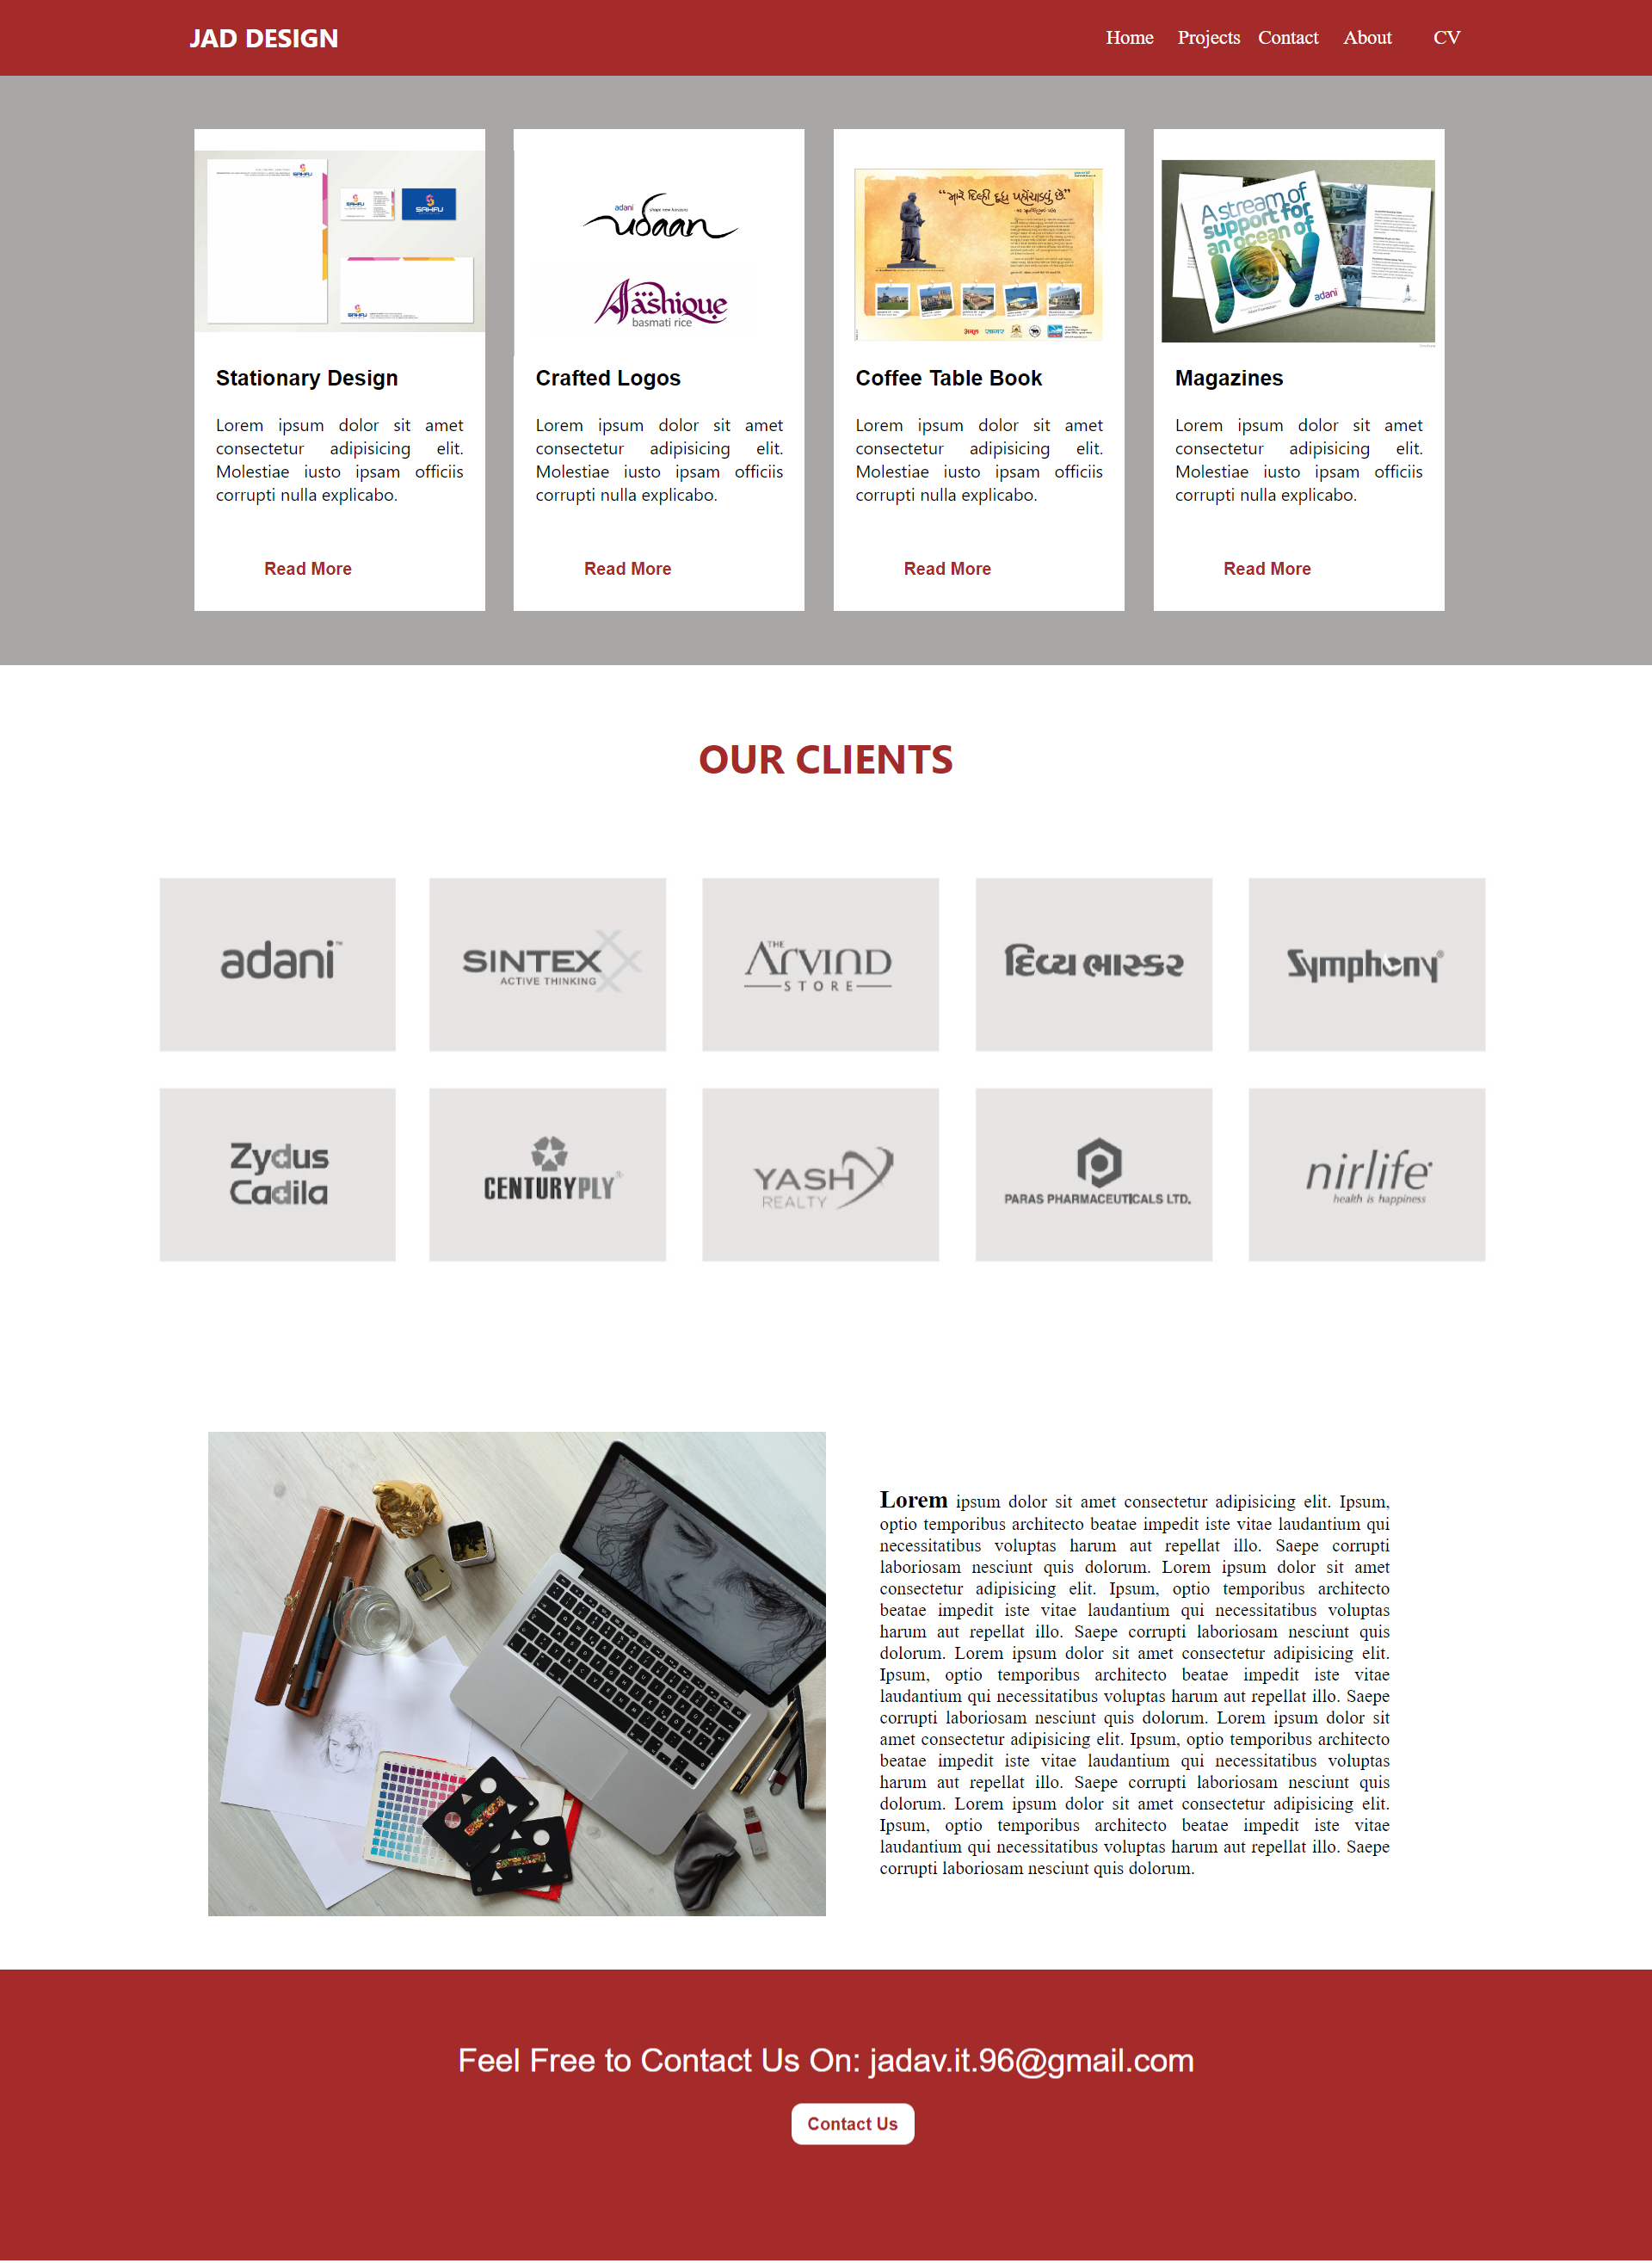 JAD DESIGN
Home Projects Contact About CV
SAHAJ
SAHAJ
SAHAJ
SAHAJ
adani
udaan
Aashique
basmati rice
“મારે દિલ્હી દૂધ પહોંચાડવું છે.”
A stream of
support for
an ocean of
joy
adani
Stationary Design
Lorem ipsum dolor sit amet
consectetur adipisicing elit.
Molestiae iusto ipsam officiis
corrupti nulla explicabo.
Read More
Crafted Logos
Lorem ipsum dolor sit amet
consectetur adipisicing elit.
Molestiae iusto ipsam officiis
corrupti nulla explicabo.
Read More
Coffee Table Book
Lorem ipsum dolor sit amet
consectetur adipisicing elit.
Molestiae iusto ipsam officiis
corrupti nulla explicabo.
Read More
Magazines
Lorem ipsum dolor sit amet
consectetur adipisicing elit.
Molestiae iusto ipsam officiis
corrupti nulla explicabo.
Read More
OUR CLIENTS
adani™
SINTEX
ACTIVE THINKING
THE
ARVIND
STORE
દિવ્ય ભાસ્કર
Symphony®
Zydus
Cadila
CENTURYPLY®
YASH
REALTY
PARAS PHARMACEUTICALS LTD.
nirlife
health is happiness
Lorem ipsum dolor sit amet consectetur adipisicing elit. Ipsum,
optio temporibus architecto beatae impedit iste vitae laudantium qui
necessitatibus voluptas harum aut repellat illo. Saepe corrupti
laboriosam nesciunt quis dolorum. Lorem ipsum dolor sit amet
consectetur adipisicing elit. Ipsum, optio temporibus architecto
beatae impedit iste vitae laudantium qui necessitatibus voluptas
harum aut repellat illo. Saepe corrupti laboriosam nesciunt quis
dolorum. Lorem ipsum dolor sit amet consectetur adipisicing elit.
Ipsum, optio temporibus architecto beatae impedit iste vitae
laudantium qui necessitatibus voluptas harum aut repellat illo. Saepe
corrupti laboriosam nesciunt quis dolorum. Lorem ipsum dolor sit
amet consectetur adipisicing elit. Ipsum, optio temporibus architecto
beatae impedit iste vitae laudantium qui necessitatibus voluptas
harum aut repellat illo. Saepe corrupti laboriosam nesciunt quis
dolorum. Lorem ipsum dolor sit amet consectetur adipisicing elit.
Ipsum, optio temporibus architecto beatae impedit iste vitae
laudantium qui necessitatibus voluptas harum aut repellat illo. Saepe
corrupti laboriosam nesciunt quis dolorum.
Feel Free to Contact Us On: jadav.it.96@gmail.com
Contact Us